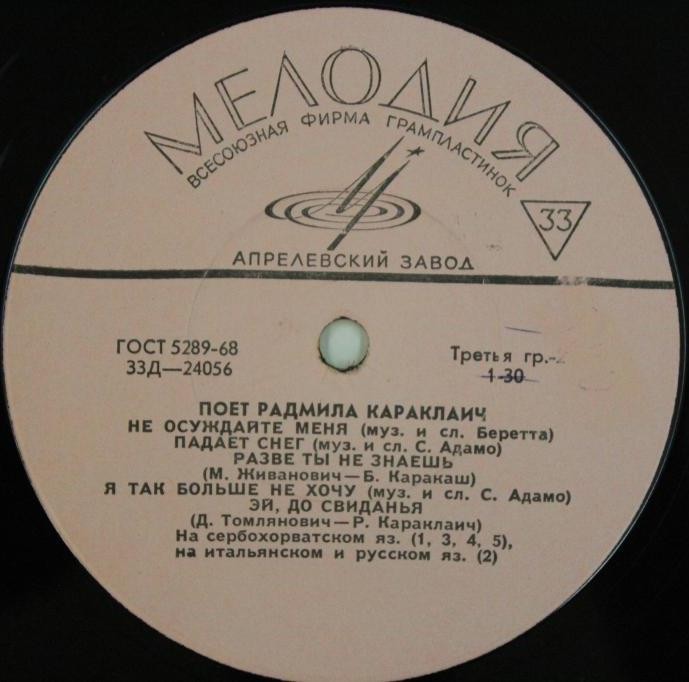 МЕЛОДИЯ
ВСЕСОЮЗНАЯ ФИРМА ГРАМПЛАСТИНОК
33
АПРЕЛЕВСКИЙ ЗАВОД
ГОСТ 5289-68
33Д—24056
Третья гр.-
1-30
ПОЕТ РАДМИЛА КАРАКЛАИЧ
НЕ ОСУЖДАЙТЕ МЕНЯ (муз. и сл. Беретта)
ПАДАЕТ СНЕГ (муз. и сл. С. Адамо)
РАЗВЕ ТЫ НЕ ЗНАЕШЬ
(М. Живанович—Б. Каракаш)
Я ТАК БОЛЬШЕ НЕ ХОЧУ (муз. и сл. С. Адамо)
ЭЙ, ДО СВИДАНЬЯ
(Д. Томлянович—Р. Караклаич)
На сербохорватском яз. (1, 3, 4, 5),
на итальянском и русском яз. (2)